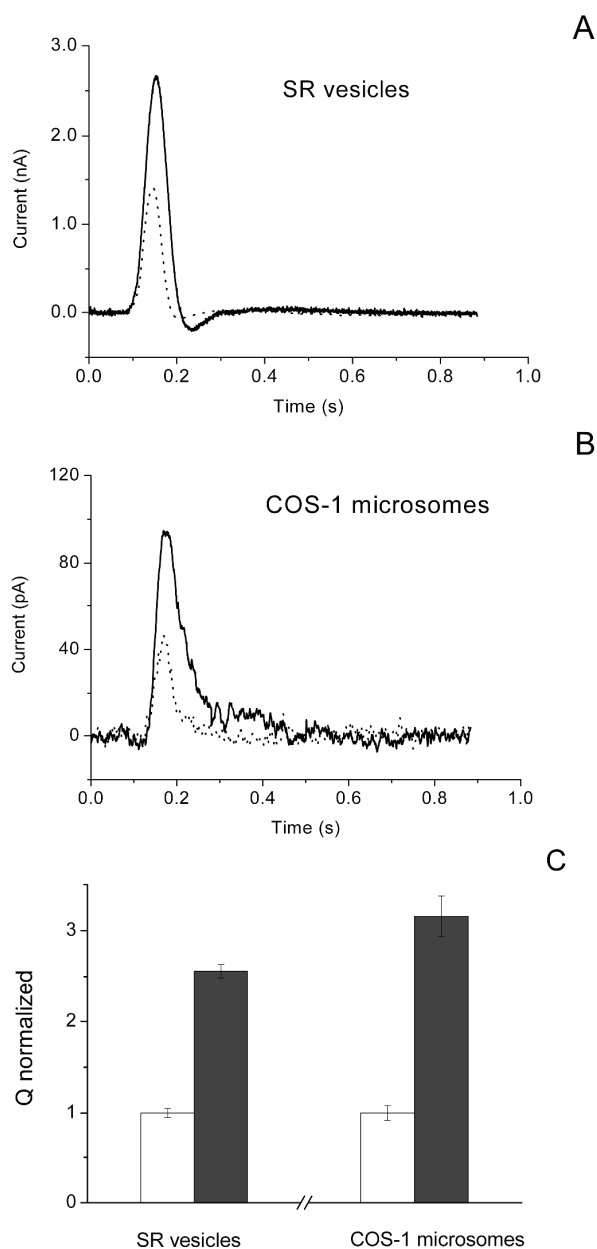 A
SR vesicles
Current (nA)
3.0
2.0
1.0
0.0
0.0 0.2 0.4 0.6 0.8 1.0
Time (s)
B
COS-1 microsomes
Current (pA)
120
80
40
0
0.0 0.2 0.4 0.6 0.8 1.0
Time (s)
C
Q normalized
3
2
1
0
SR vesicles COS-1 microsomes